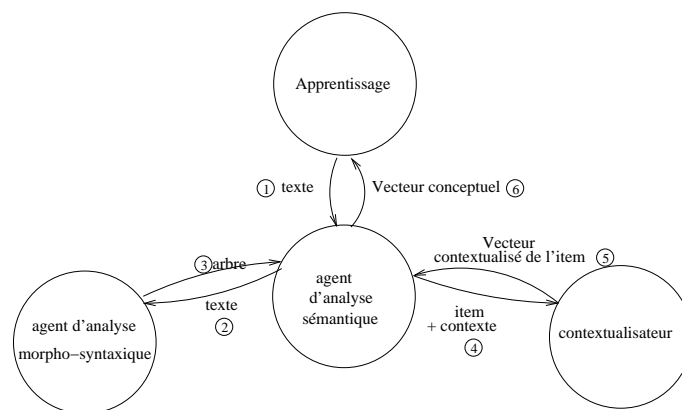 Apprentissage
① texte
Vecteur conceptuel ⑥
③ arbre
texte
②
agent d'analyse
morpho−syntaxique
agent
d'analyse
sémantique
Vecteur
contextualisé de l'item ⑤
item
+ contexte
④
contextualisateur